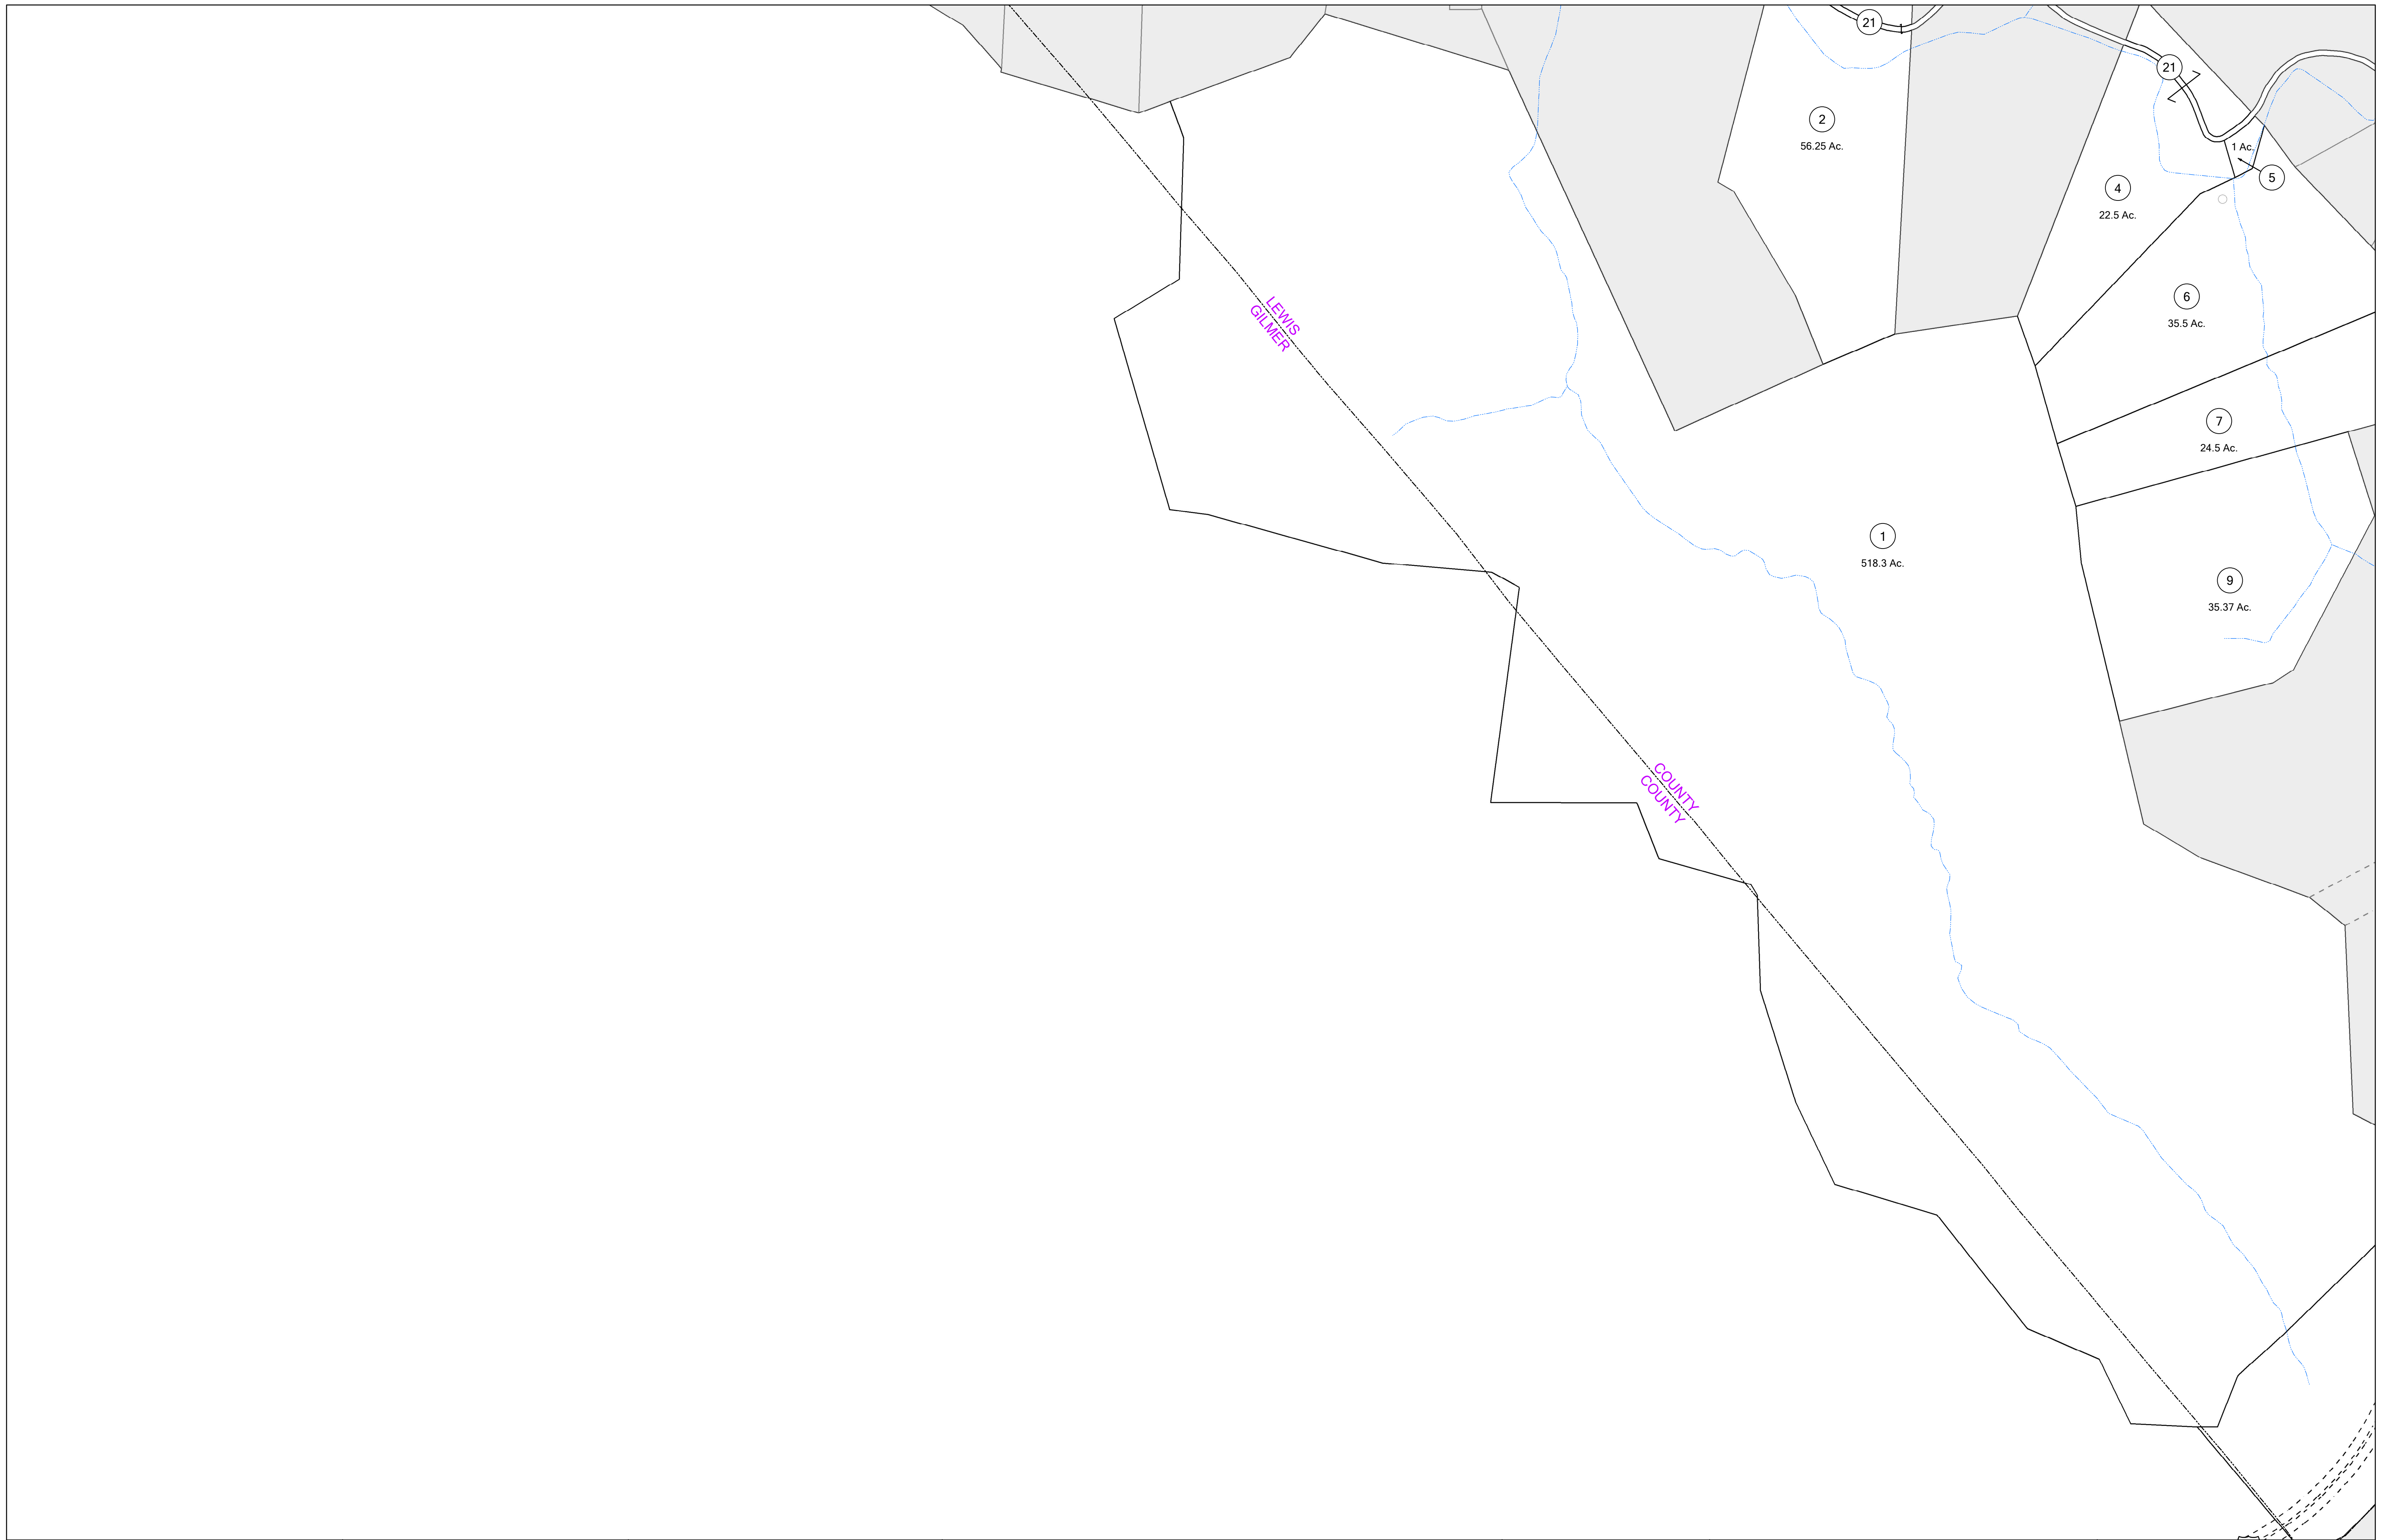 21
1
21
2
56.25 Ac.
1 Ac.
5
4
22.5 Ac.
6
35.5 Ac.
LEWIS
GILMER
7
24.5 Ac.
1
518.3 Ac.
9
35.37 Ac.
COUNTY
COUNTY